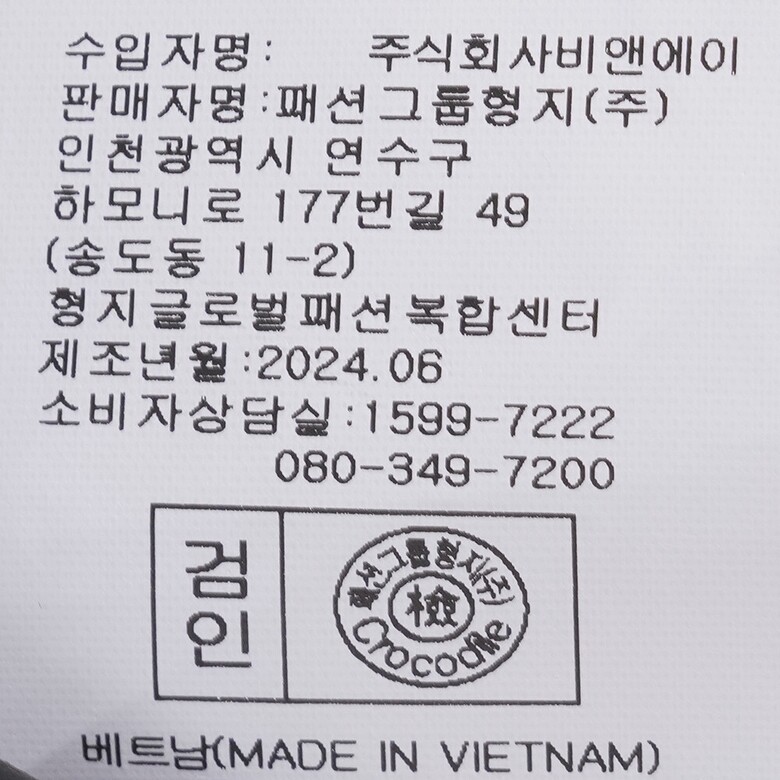 수입자명: 주식회사비앤에이
판매자명:패션그룹형지(주)
인천광역시 연수구
하모니로 177번길 49
(송도동 11-2)
형지글로벌패션복합센터
제조년월:2024.06
소비자상담실:1599-7222
080-349-7200
검인
패션그룹형지(주)
檢
Crocodile
베트남(MADE IN VIETNAM)